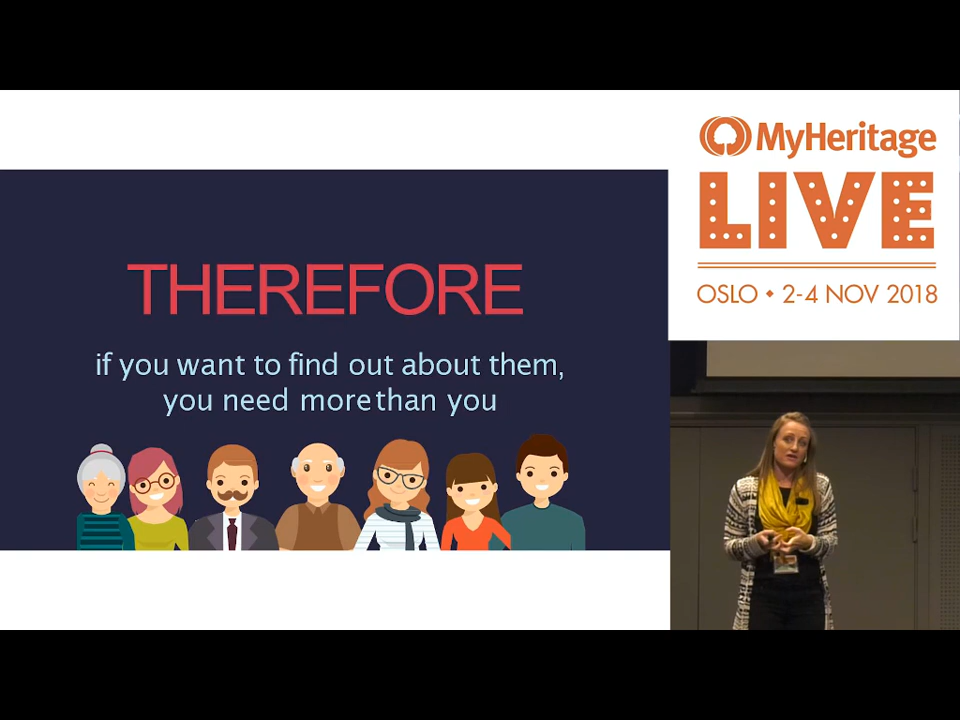 THEREFORE
if you want to find out about them,
you need more than you
MyHeritage
LIVE
OSLO • 2-4 NOV 2018